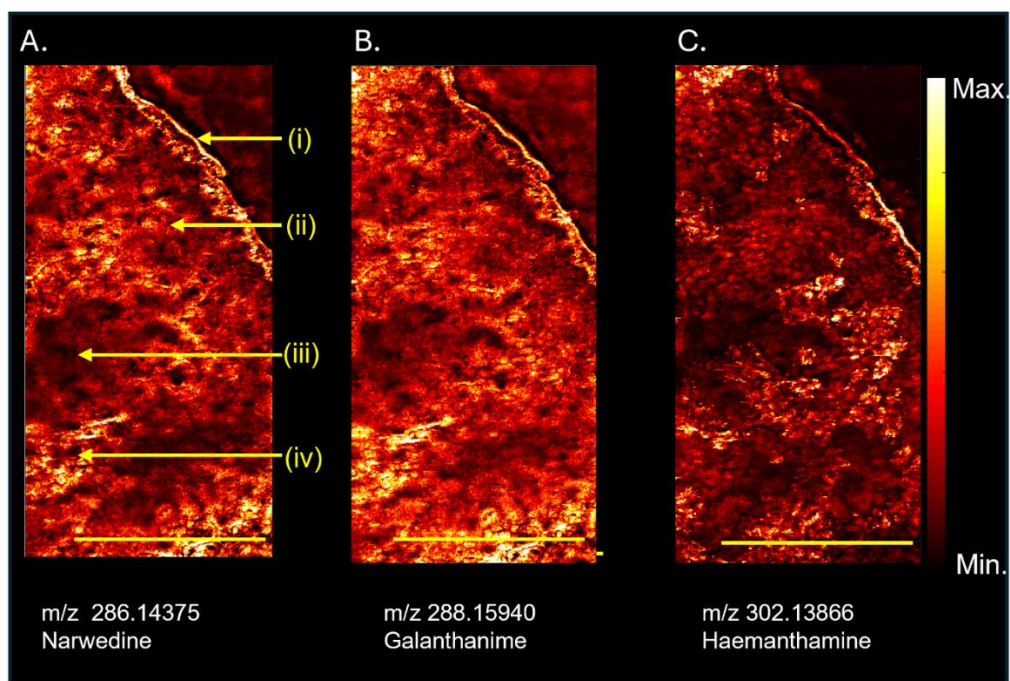 A.
B.
C.
Max.
(i)
(ii)
(iii)
(iv)
Min.
m/z 286.14375
Narwedine
m/z 288.15940
Galanthanime
m/z 302.13866
Haemanthamine